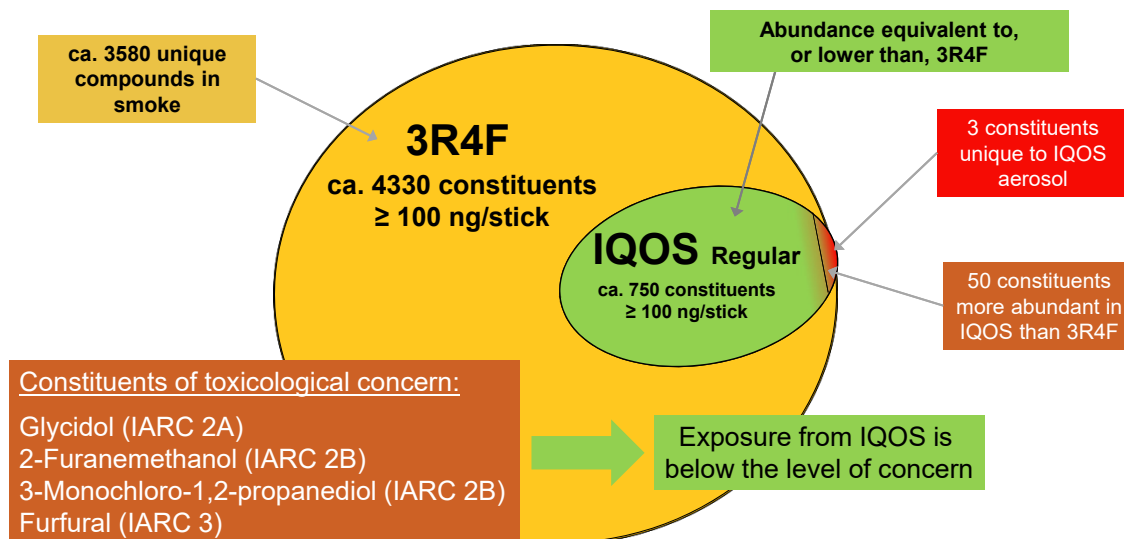 ca. 3580 unique
compounds in
smoke
Abundance equivalent to,
or lower than, 3R4F
3 constituents
unique to IQOS
aerosol
3R4F
ca. 4330 constituents
≥ 100 ng/stick
IQOS Regular
ca. 750 constituents
≥ 100 ng/stick
50 constituents
more abundant in
IQOS than 3R4F
Constituents of toxicological concern:
Glycidol (IARC 2A)
2-Furanemethanol (IARC 2B)
3-Monochloro-1,2-propanediol (IARC 2B)
Furfural (IARC 3)
Exposure from IQOS is
below the level of concern